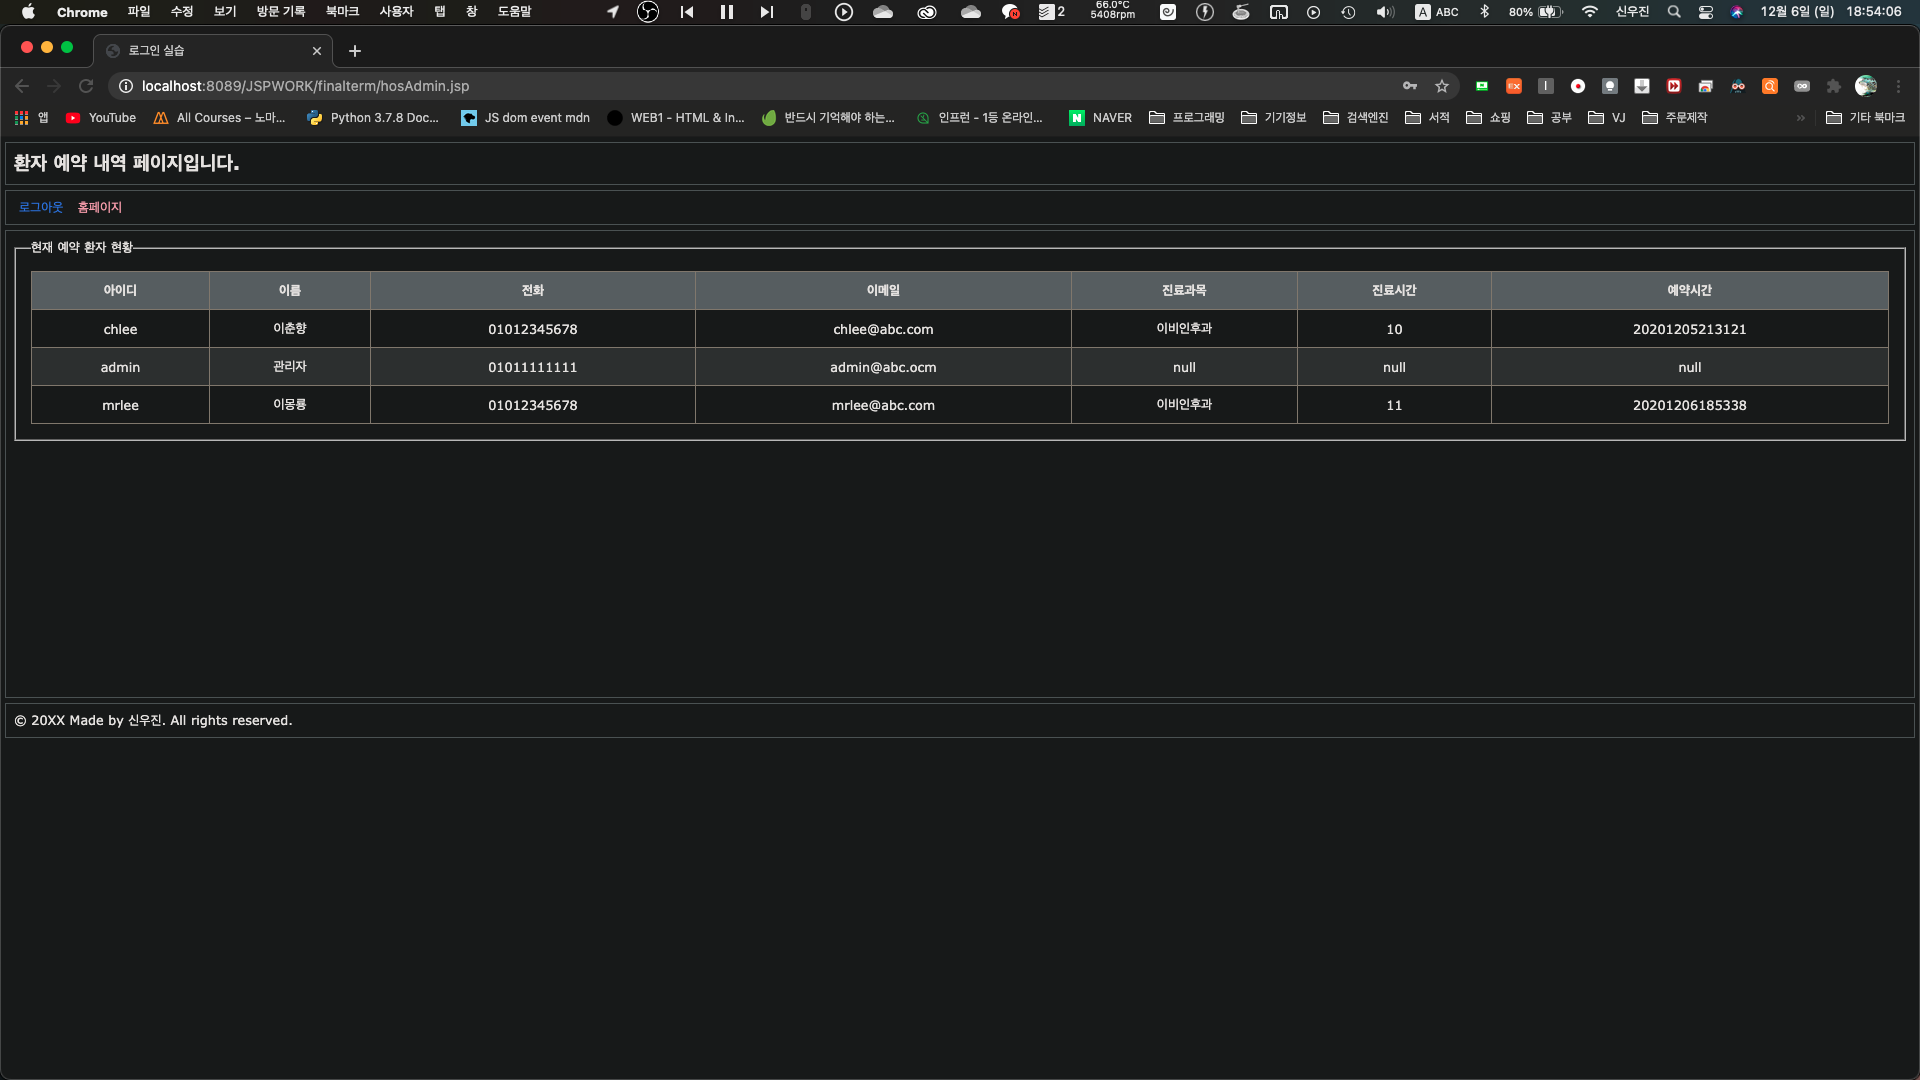 Chrome 파일 수정 보기 방문 기록 북마크 사용자 탭 창 도움말 2 66.0°C 5408rpm A ABC 80% 신우진 12월 6일 (일) 18:54:06
로그인 실습
localhost:8089/JSPWORK/finalterm/hosAdmin.jsp
앱 YouTube All Courses – 노마... Python 3.7.8 Doc... JS dom event mdn WEB1 - HTML & In... 반드시 기억해야 하는... 인프런 - 1등 온라인... N NAVER 프로그래밍 기기정보 검색엔진 서적 쇼핑 공부 VJ 주문제작 » 기타 북마크
환자 예약 내역 페이지입니다.
로그아웃 홈페이지
현재 예약 환자 현황
아이디 이름 전화 이메일 진료과목 진료시간 예약시간
chlee 이춘향 01012345678 chlee@abc.com 이비인후과 10 20201205213121
admin 관리자 01011111111 admin@abc.ocm null null null
mrlee 이몽룡 01012345678 mrlee@abc.com 이비인후과 11 20201206185338
© 20XX Made by 신우진. All rights reserved.